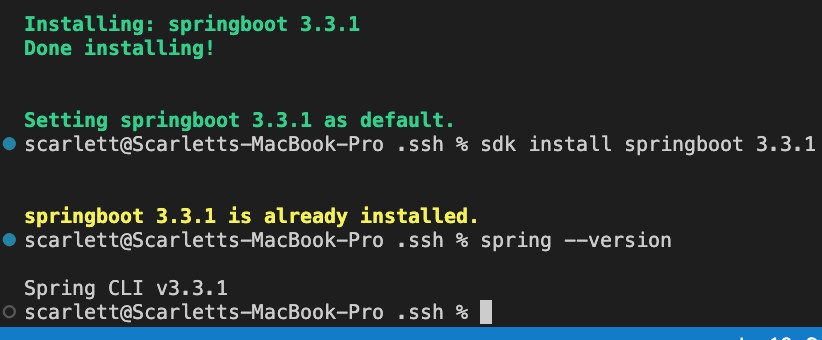 Installing: springboot 3.3.1
Done installing!
Setting springboot 3.3.1 as default.
scarlett@Scarletts-MacBook-Pro .ssh % sdk install springboot 3.3.1
springboot 3.3.1 is already installed.
scarlett@Scarletts-MacBook-Pro .ssh % spring --version
Spring CLI v3.3.1
scarlett@Scarletts-MacBook-Pro .ssh %